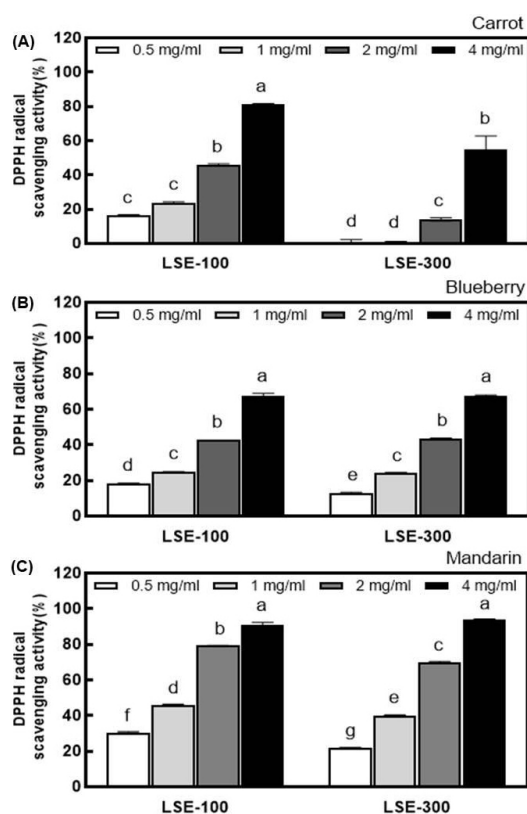 Carrot
(A)
120
0.5 mg/ml 1 mg/ml 2 mg/ml 4 mg/ml
100
80
60
40
20
0
DPPH radical
scavenging activity(%)
c c b a
d d c b
LSE-100 LSE-300
Blueberry
(B)
120
0.5 mg/ml 1 mg/ml 2 mg/ml 4 mg/ml
100
80
60
40
20
0
DPPH radical
scavenging activity(%)
d c b a
e c b a
LSE-100 LSE-300
Mandarin
(C)
120
0.5 mg/ml 1 mg/ml 2 mg/ml 4 mg/ml
100
80
60
40
20
0
DPPH radical
scavenging activity(%)
f d b a
g e c a
LSE-100 LSE-300